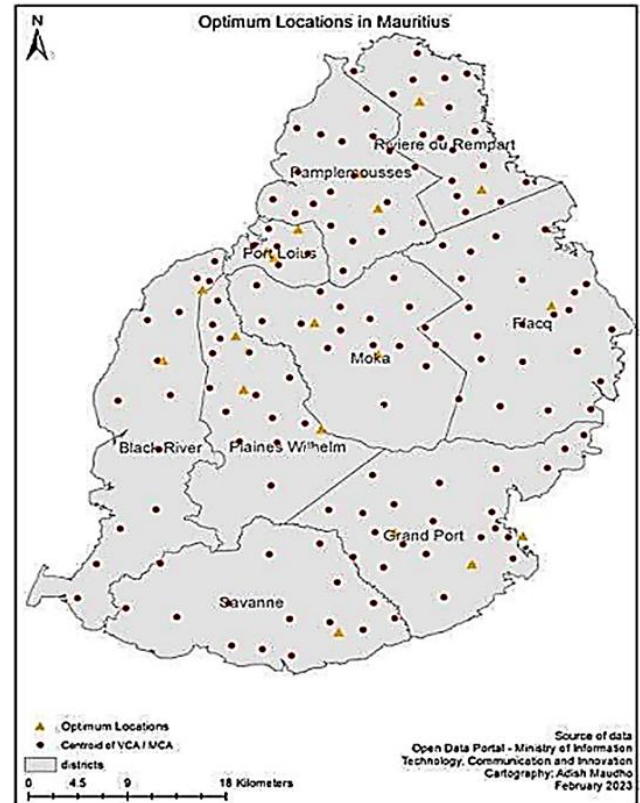 Optimum Locations in Mauritius
N
Riviere du Rempart
Pamplemousses
Port Loius
Flacq
Moka
Black River
Plaines Wilhelm
Grand Port
Savanne
Optimum Locations
Centroid of VCA / MCA
districts
0 4.5 9 18 Kilometers
Source of data
Open Data Portal - Ministry of Information
Technology, Communication and Innovation
Cartography; Adish Maudho
February 2023